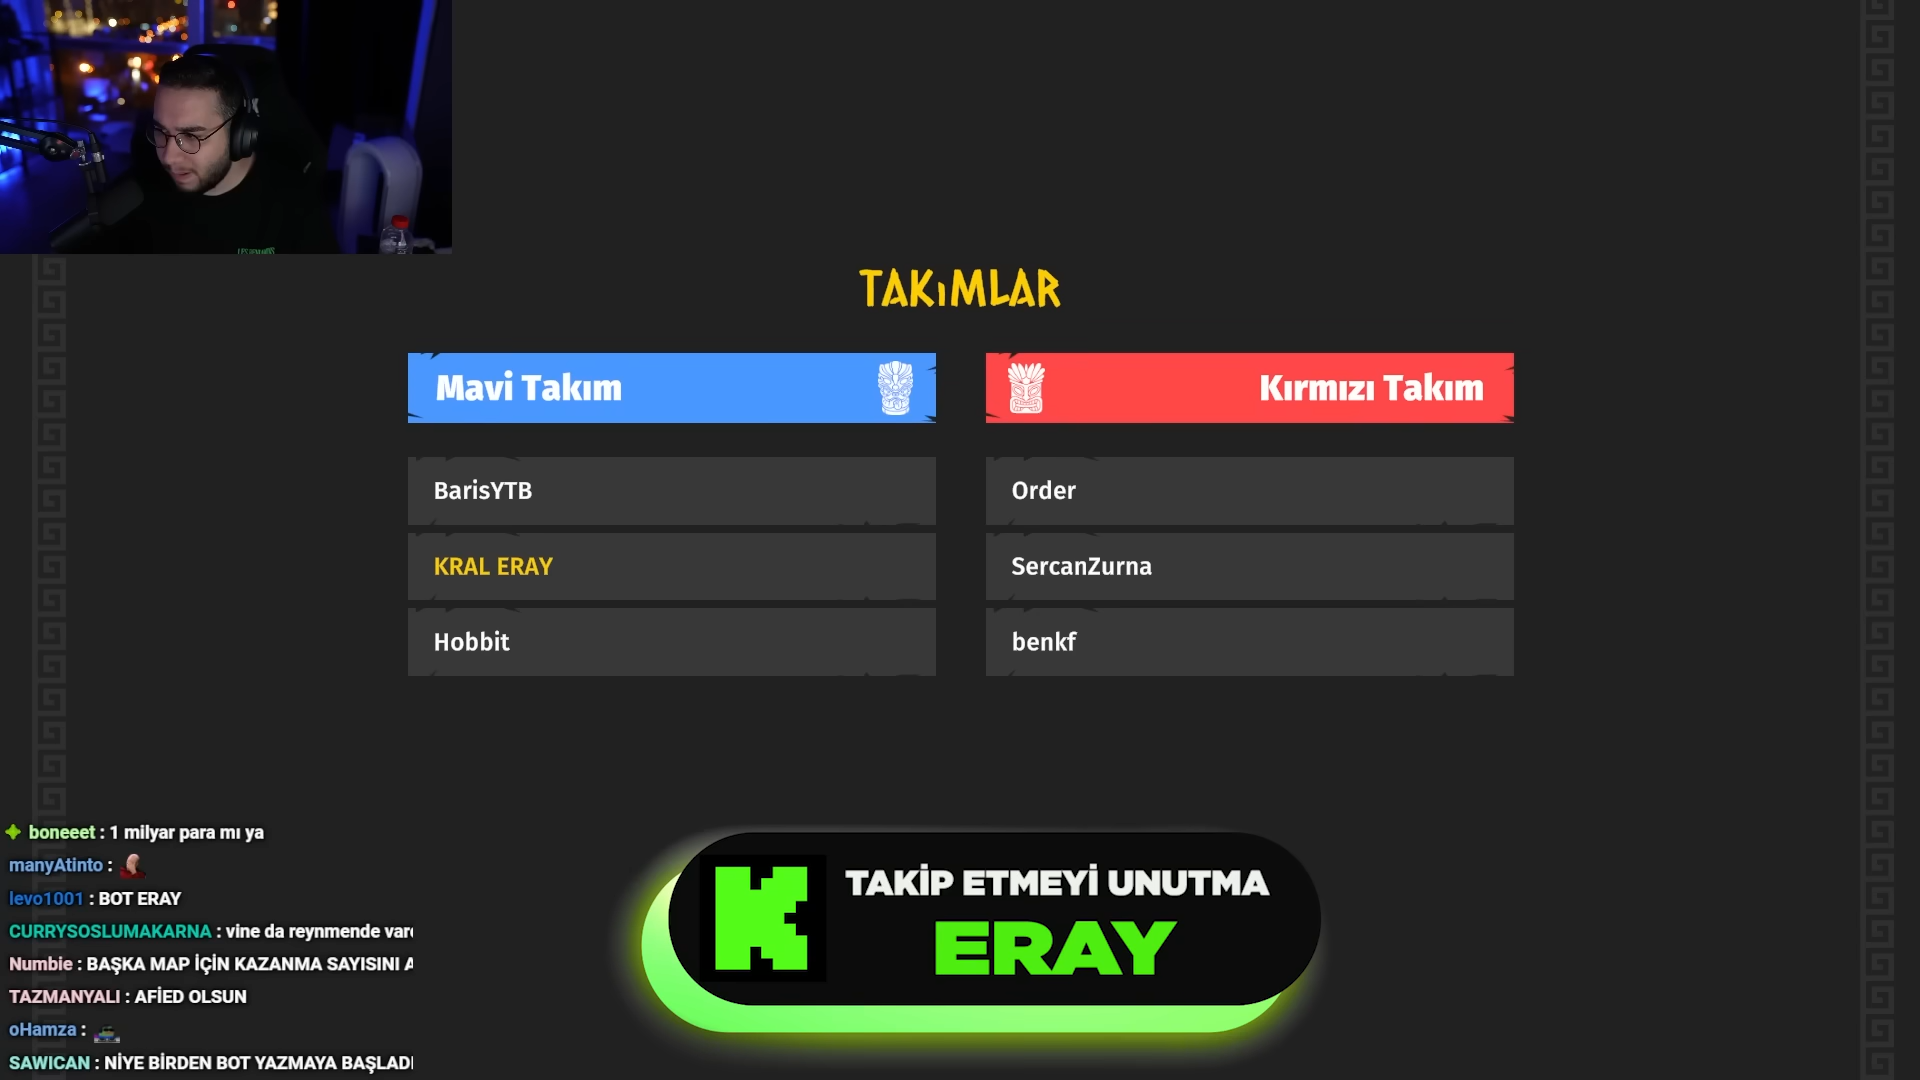 TAKıMLAR
Mavi Takım
Kırmızı Takım
BarisYTB
Order
KRAL ERAY
SercanZurna
Hobbit
benkf
boneeet : 1 milyar para mı ya
manyAtinto :
levo1001 : BOT ERAY
CURRYSOSLUMAKARNA : vine da reynmende
Numbie : BAŞKA MAP İÇİN KAZANMA SAYISINI
TAZMANYALI : AFİED OLSUN
oHamza :
SAWICAN : NİYE BİRDEN BOT YAZMAYA BAŞLADI
K
TAKİP ETMEYİ UNUTMA
ERAY